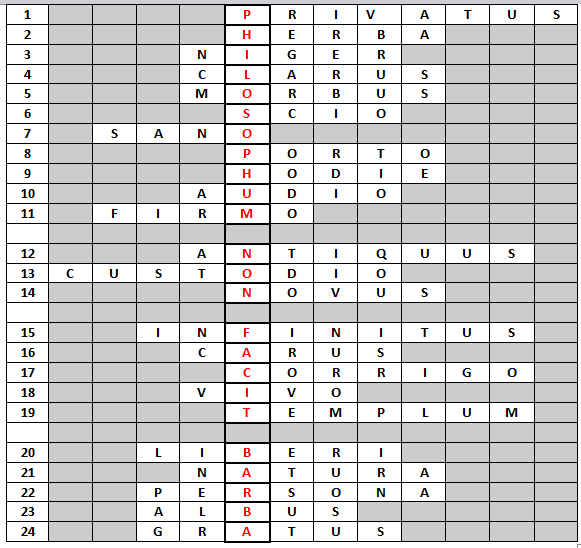 1 P R I V A T U S
2 H E R B A
3 N I G E R
4 C L A R U S
5 M O R B U S
6 S C I O
7 S A N O
8 P O R T O
9 H O D I E
10 A U D I O
11 F I R M O
12 A N T I Q U U S
13 C U S T O D I O
14 N O V U S
15 I N F I N I T U S
16 C A R U S
17 C O R R I G O
18 V I V O
19 T E M P L U M
20 L I B E R I
21 N A T U R A
22 P E R S O N A
23 A L B U S
24 G R A T U S